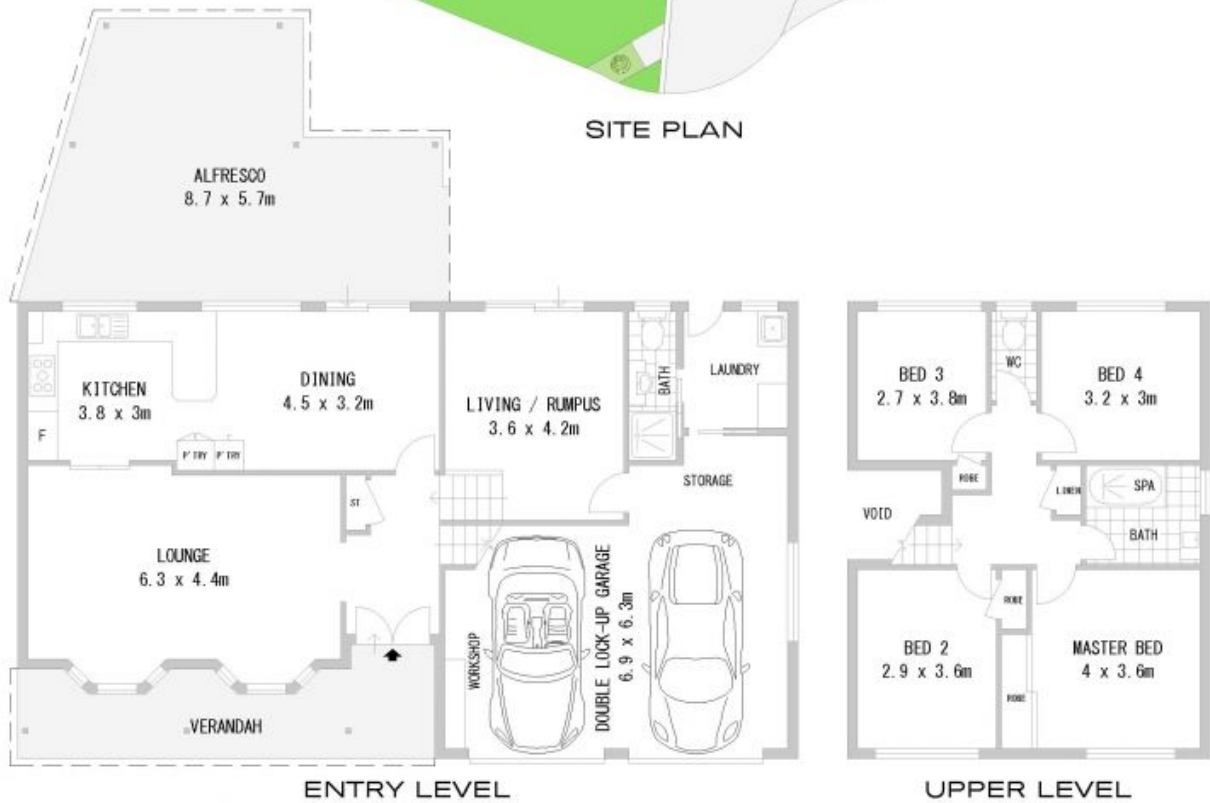 SITE PLAN
ALFRESCO
8.7 x 5.7m
KITCHEN
3.8 x 3m
F
DINING
4.5 x 3.2m
P'TRY P'TRY
LIVING / RUMPUS
3.6 x 4.2m
BATH
LAUNDRY
STORAGE
ST
LOUNGE
6.3 x 4.4m
WORKSHOP
DOUBLE LOCK-UP GARAGE
6.9 x 6.3m
VERANDAH
ENTRY LEVEL
BED 3
2.7 x 3.8m
WC
BED 4
3.2 x 3m
ROBE
LINEN
SPA
BATH
VOID
BED 2
2.9 x 3.6m
ROBE
ROBE
MASTER BED
4 x 3.6m
UPPER LEVEL